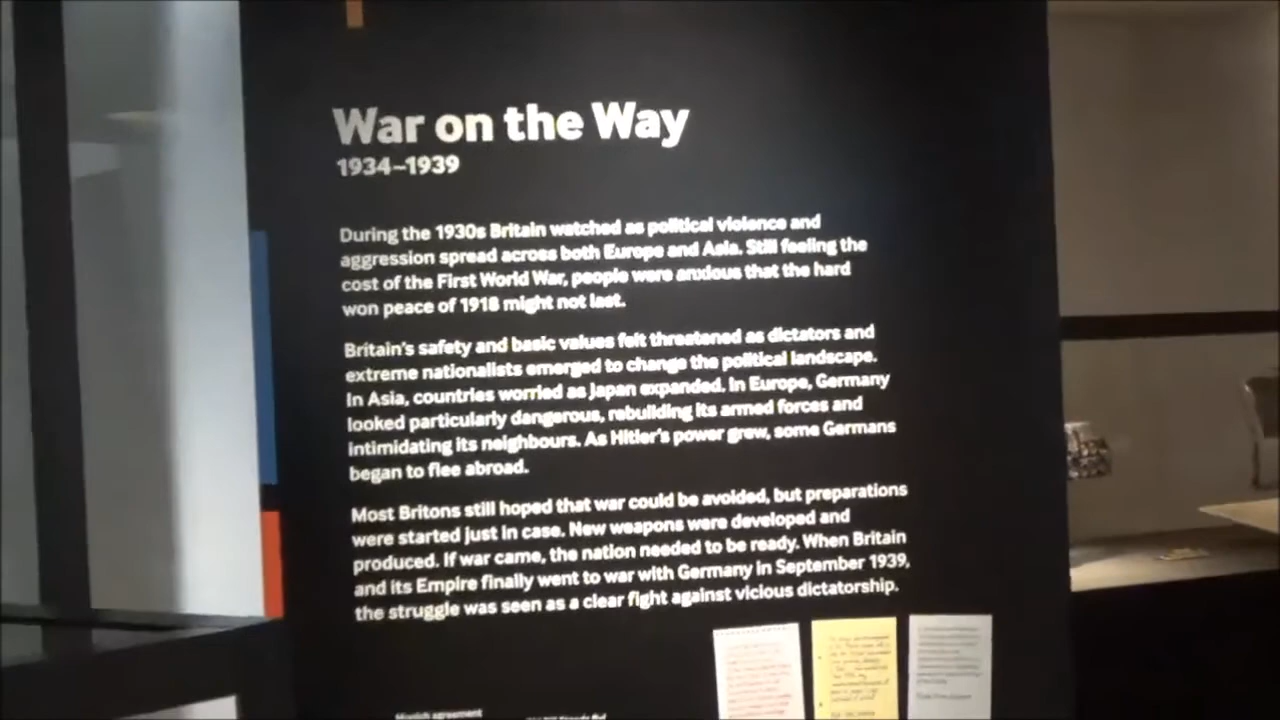 War on the Way
1934–1939
During the 1930s Britain watched as political violence and
aggression spread across both Europe and Asia. Still feeling the
cost of the First World War, people were anxious that the hard
won peace of 1918 might not last.
Britain's safety and basic values felt threatened as dictators and
extreme nationalists emerged to change the political landscape.
In Asia, countries worried as Japan expanded. In Europe, Germany
looked particularly dangerous, rebuilding its armed forces and
intimidating its neighbours. As Hitler's power grew, some Germans
began to flee abroad.
Most Britons still hoped that war could be avoided, but preparations
were started just in case. New weapons were developed and
produced. If war came, the nation needed to be ready. When Britain
and its Empire finally went to war with Germany in September 1939,
the struggle was seen as a clear fight against vicious dictatorship.
Munich agreement